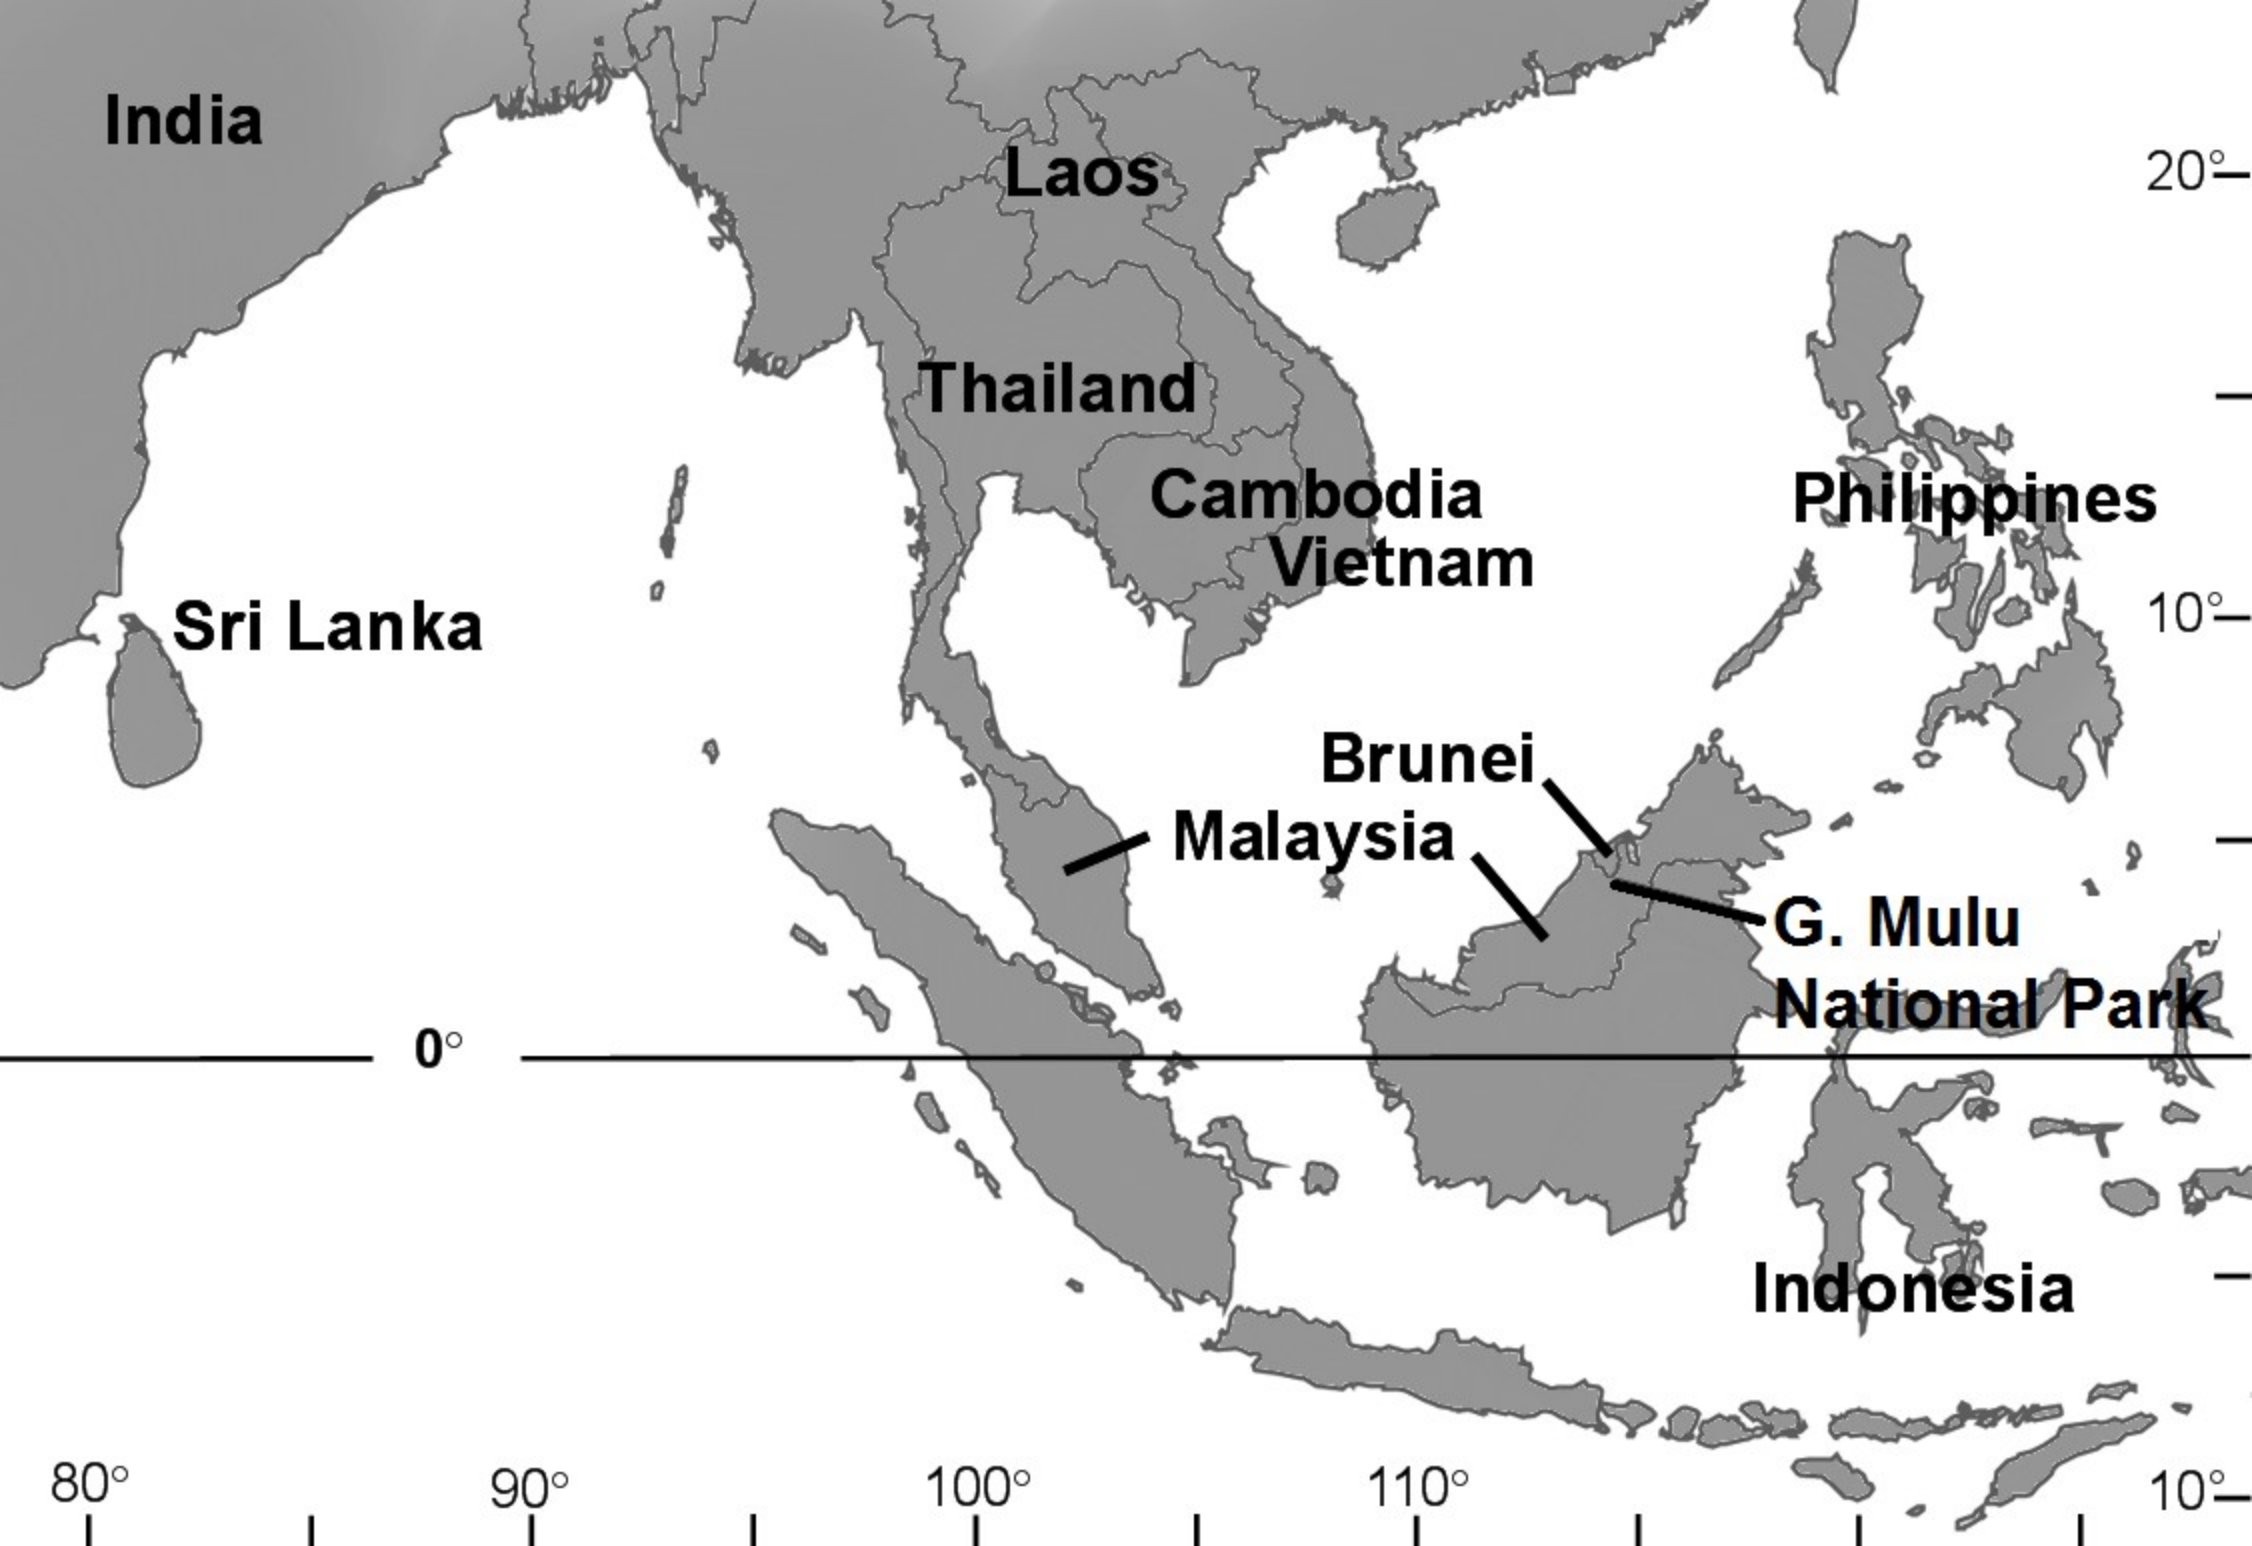 India
Laos
20°
Thailand
Cambodia
Philippines
Vietnam
Sri Lanka
10°
Brunei
Malaysia
G. Mulu
National Park
0°
Indonesia
80°
90°
100°
110°
10°